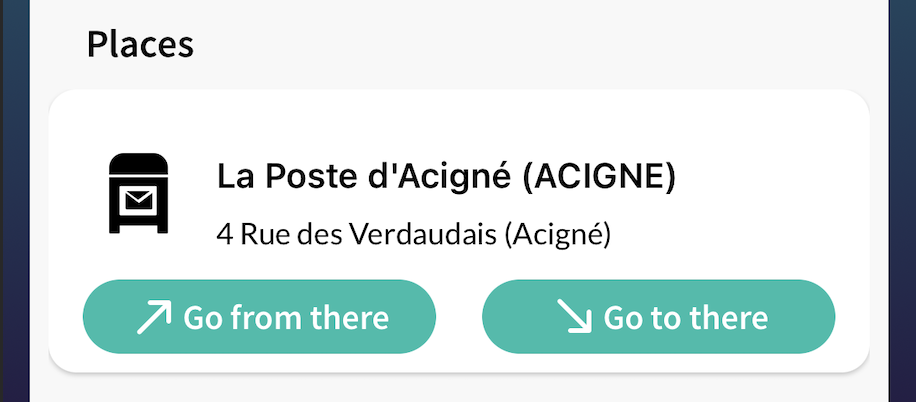 Places
La Poste d'Acigné (ACIGNE)
4 Rue des Verdaudais (Acigné)
Go from there
Go to there